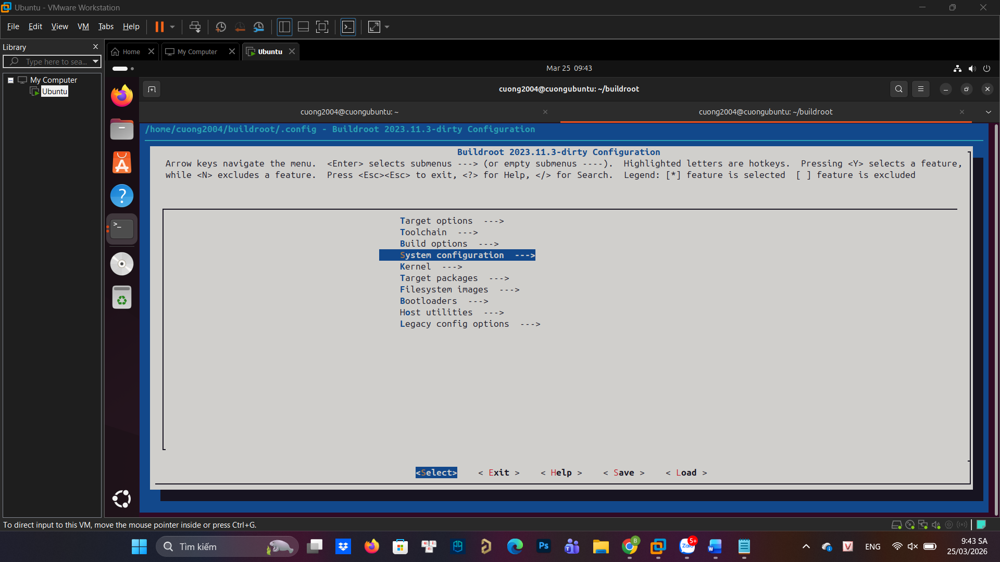 Ubuntu - VMware Workstation
File Edit View VM Tabs Help
Library
Type here to sea...
My Computer
Ubuntu
Home
My Computer
Ubuntu
Mar 25 09:43
cuong2004@cuongubuntu: ~/buildroot
cuong2004@cuongubuntu: ~
cuong2004@cuongubuntu: ~/buildroot
/home/cuong2004/buildroot/.config - Buildroot 2023.11.3-dirty Configuration
Buildroot 2023.11.3-dirty Configuration
Arrow keys navigate the menu.  <Enter> selects submenus ---> (or empty submenus ----).  Highlighted letters are hotkeys.  Pressing <Y> selects a feature,
while <N> excludes a feature.  Press <Esc><Esc> to exit, <?> for Help, </> for Search.  Legend: [*] feature is selected  [ ] feature is excluded
Target options  --->
Toolchain  --->
Build options  --->
System configuration  --->
Kernel  --->
Target packages  --->
Filesystem images  --->
Bootloaders  --->
Host utilities  --->
Legacy config options  --->
<Select>    < Exit >    < Help >    < Save >    < Load >
To direct input to this VM, move the mouse pointer inside or press Ctrl+G.
Tìm kiếm
ENG
9:43 SA
25/03/2026
5+
Zalo
Ps